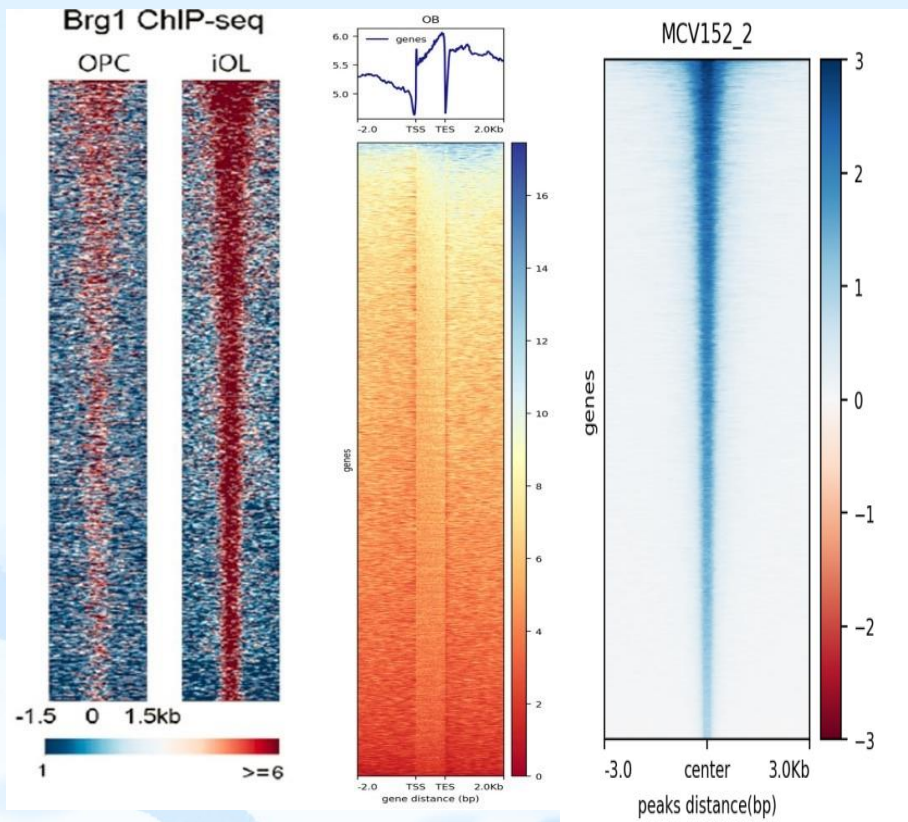 Brg1 ChIP-seq
OPC iOL
-1.5 0 1.5kb
1 >=6
OB
6.0
5.5
5.0
genes
-2.0 TSS TES 2.0Kb
16
14
12
10
8
6
4
2
0
genes
-2.0 TSS TES 2.0Kb
gene distance (bp)
MCV152_2
3
2
1
0
−1
−2
−3
genes
-3.0 center 3.0Kb
peaks distance(bp)